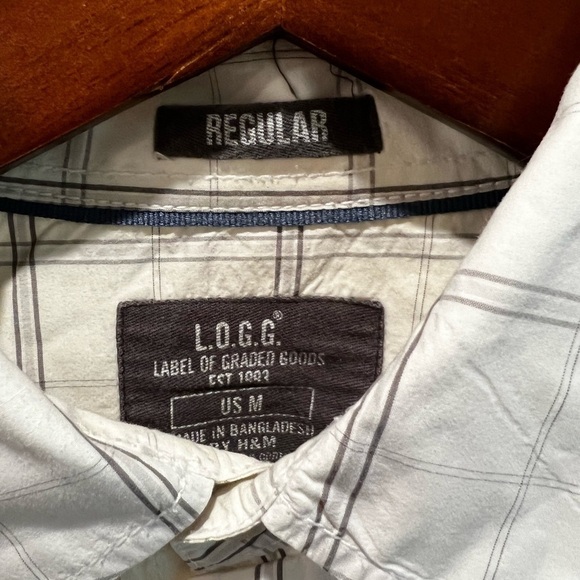 REGULAR
L.O.G.G.®
LABEL OF GRADED GOODS
EST 1993
US M
MADE IN BANGLADESH
BY H&M